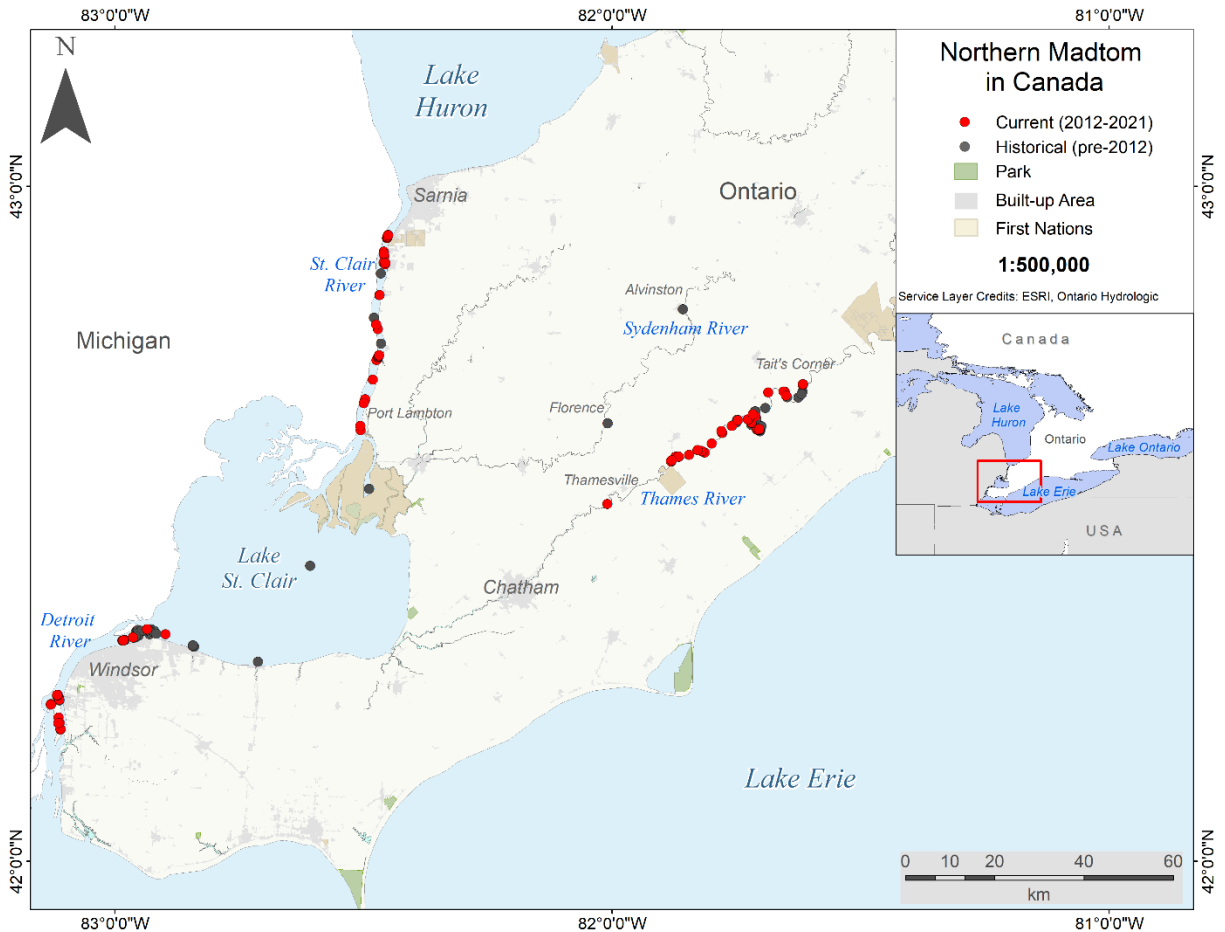 83°0'0"W
82°0'0"W
81°0'0"W
N
Lake
Huron
Northern Madtom
in Canada
Current (2012-2021)
Historical (pre-2012)
Park
Built-up Area
First Nations
1:500,000
Service Layer Credits: ESRI, Ontario Hydrologic
43°0'0"N
43°0'0"N
Sarnia
Ontario
St. Clair
River
Alvinston
Sydenham River
Michigan
Tait's Corner
Port Lambton
Florence
Thamesville
Thames River
Canada
Lake
Huron
Ontario
Lake Ontario
Lake Erie
USA
Lake
St. Clair
Chatham
Detroit
River
Windsor
Lake Erie
42°0'0"N
42°0'0"N
0 10 20 40 60
km
83°0'0"W
82°0'0"W
81°0'0"W